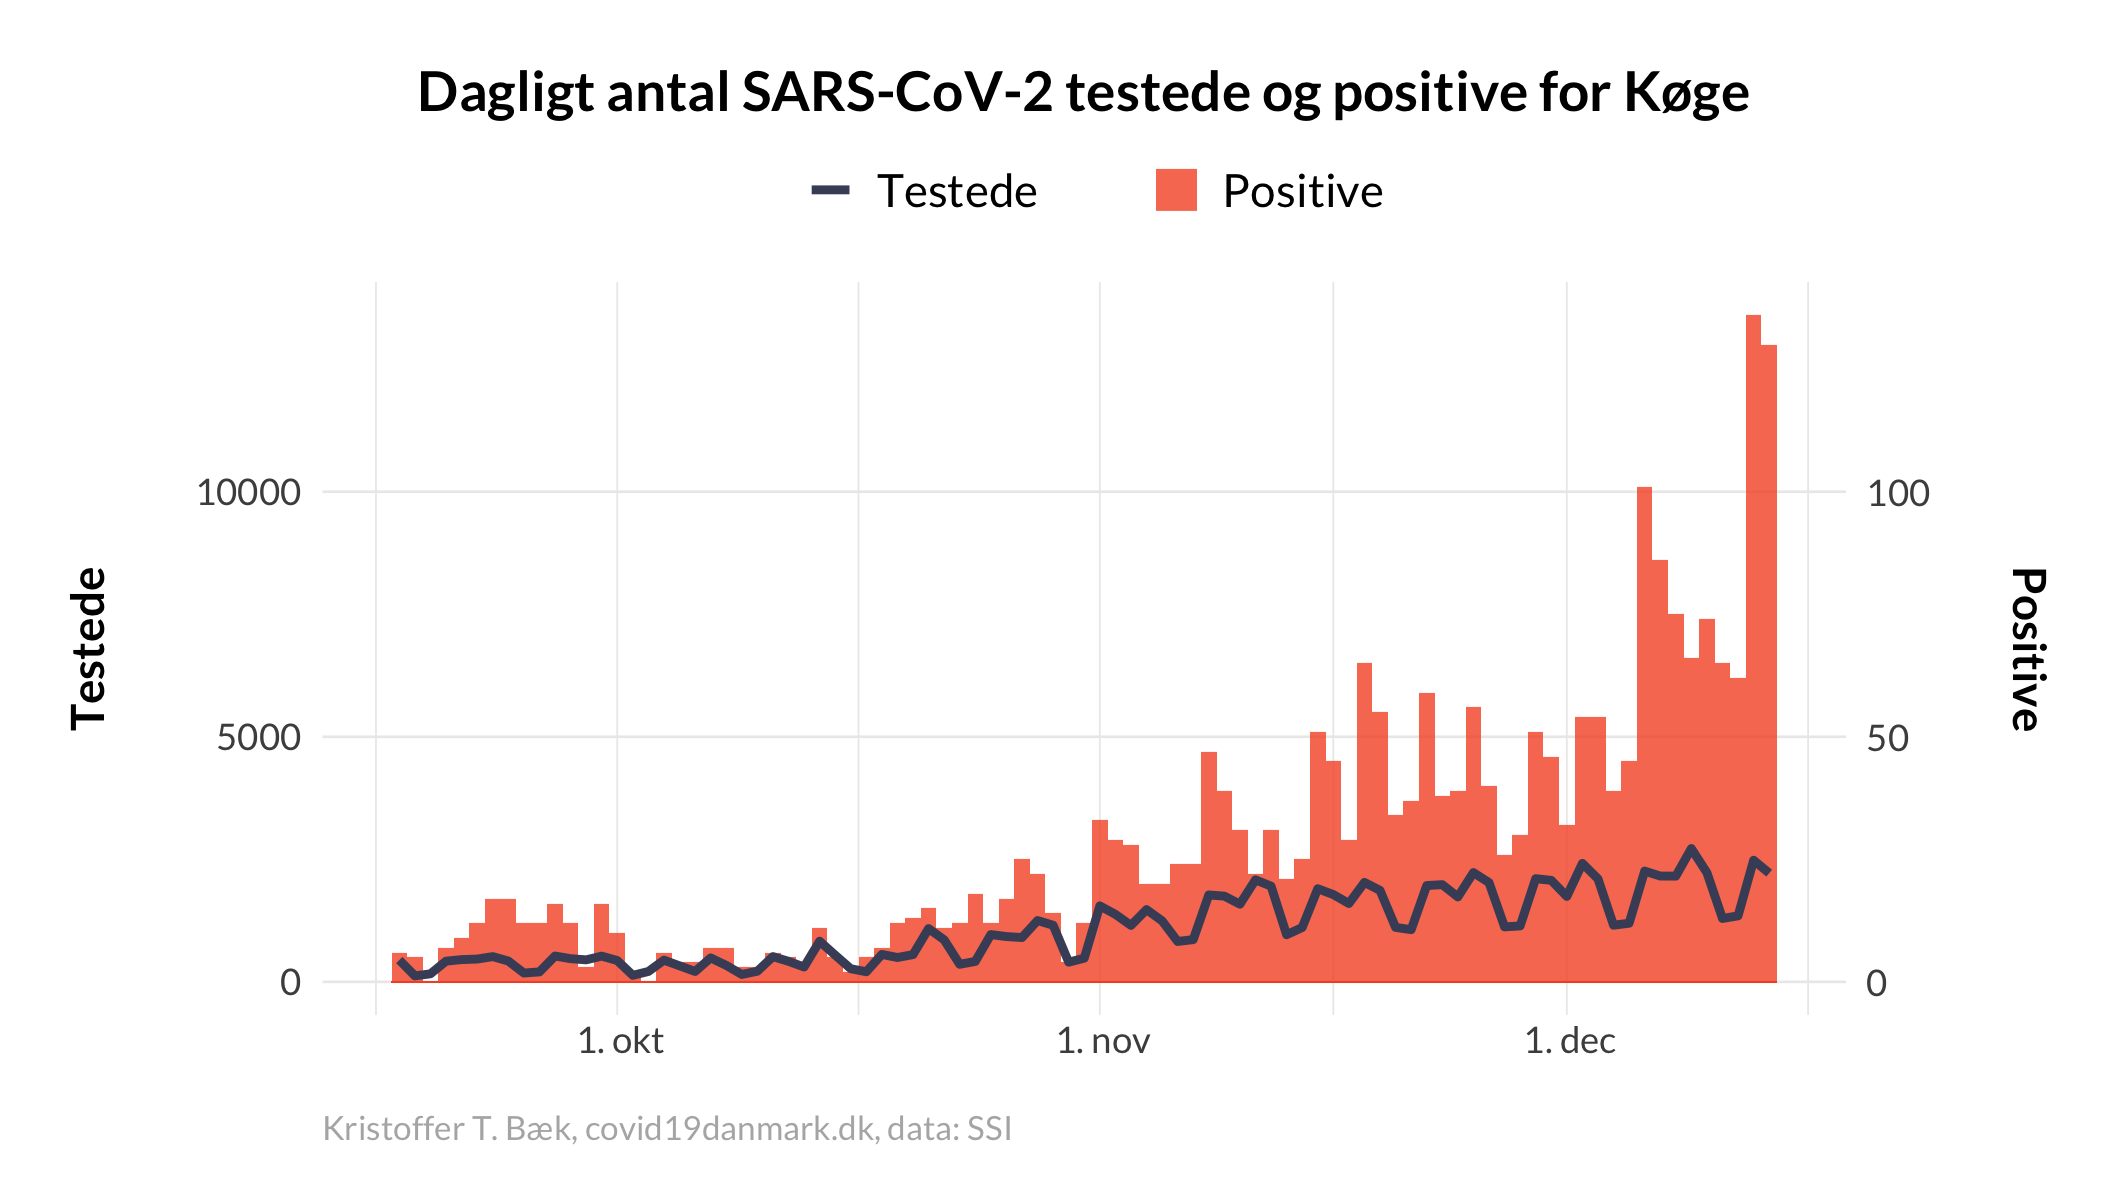 Dagligt antal SARS-CoV-2 testede og positive for Køge
Testede Positive
10000
5000
0
Testede
100
50
0
Positive
1. okt 1. nov 1. dec
Kristoffer T. Bæk, covid19danmark.dk, data: SSI